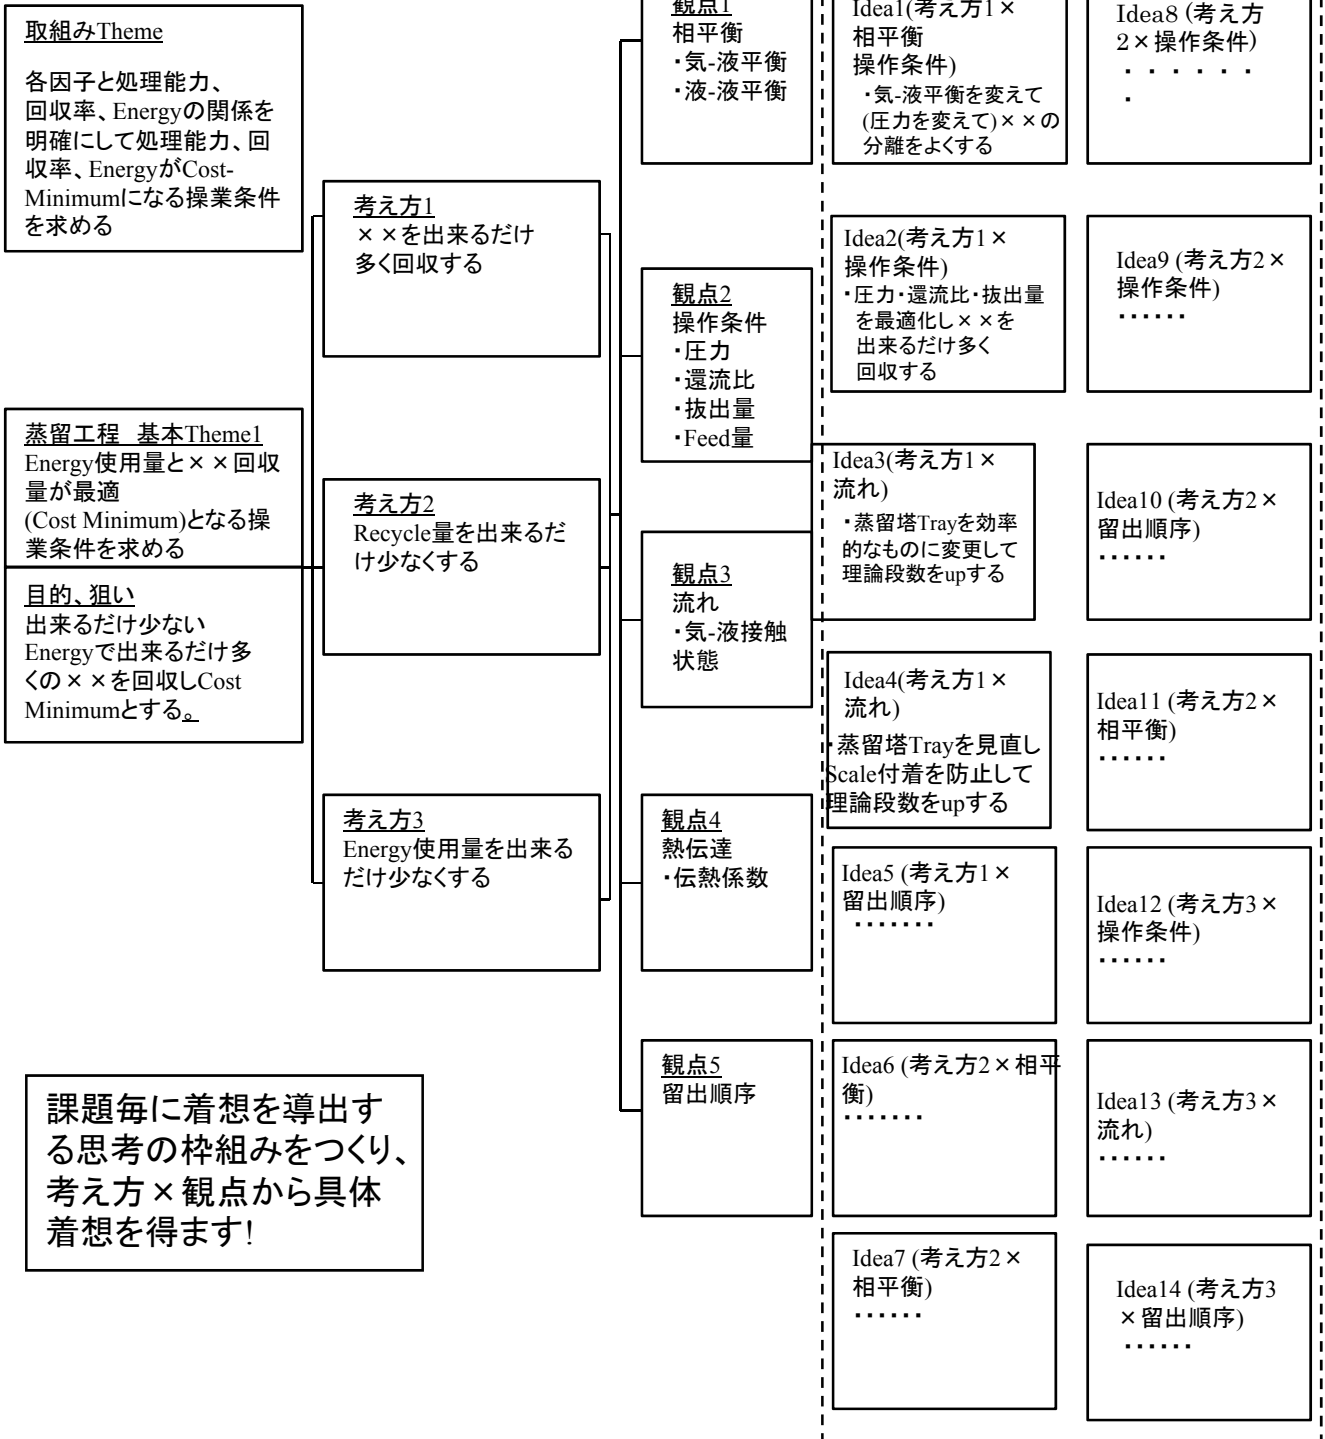 取組みTheme
各因子と処理能力、
回収率、Energyの関係を
明確にして処理能力、回
収率、EnergyがCost-
Minimumになる操業条件
を求める
蒸留工程　基本Theme1
Energy使用量と××回収
量が最適
(Cost Minimum)となる操
業条件を求める
目的、狙い
出来るだけ少ない
Energyで出来るだけ多
くの××を回収しCost
Minimumとする。
課題毎に着想を導出す
る思考の枠組みをつくり、
考え方×観点から具体
着想を得ます!
考え方1
××を出来るだけ
多く回収する
考え方2
Recycle量を出来るだ
け少なくする
考え方3
Energy使用量を出来る
だけ少なくする
観点1
相平衡
・気-液平衡
・液-液平衡
観点2
操作条件
・圧力
・還流比
・抜出量
・Feed量
観点3
流れ
・気-液接触
状態
観点4
熱伝達
・伝熱係数
観点5
留出順序
Idea1(考え方1×
相平衡
操作条件)
・気-液平衡を変えて
(圧力を変えて)××の
分離をよくする
Idea2(考え方1×
操作条件)
・圧力・還流比・抜出量
を最適化し××を
出来るだけ多く
回収する
Idea3(考え方1×
流れ)
・蒸留塔Trayを効率
的なものに変更して
理論段数をupする
Idea4(考え方1×
流れ)
・蒸留塔Trayを見直し
Scale付着を防止して
理論段数をupする
Idea5 (考え方1×
留出順序)
・・・・・・・
Idea6 (考え方2×相平
衡)
・・・・・・・
Idea7 (考え方2×
相平衡)
・・・・・・
Idea8 (考え方
2×操作条件)
・・・・・・
・
Idea9 (考え方2×
操作条件)
・・・・・・
Idea10 (考え方2×
留出順序)
・・・・・・
Idea11 (考え方2×
相平衡)
・・・・・・
Idea12 (考え方3×
操作条件)
・・・・・・
Idea13 (考え方3×
流れ)
・・・・・・
Idea14 (考え方3
×留出順序)
・・・・・・